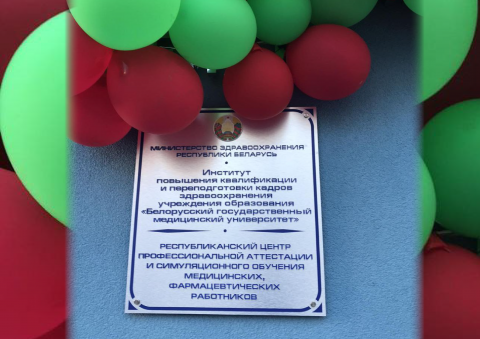 МИНИСТЕРСТВО ЗДРАВООХРАНЕНИЯ
РЕСПУБЛИКИ БЕЛАРУСЬ
Институт
повышения квалификации
и переподготовки кадров
здравоохранения
учреждения образования
«Белорусский государственный
медицинский университет»
РЕСПУБЛИКАНСКИЙ ЦЕНТР
ПРОФЕССИОНАЛЬНОЙ АТТЕСТАЦИИ
И СИМУЛЯЦИОННОГО ОБУЧЕНИЯ
МЕДИЦИНСКИХ,
ФАРМАЦЕВТИЧЕСКИХ
РАБОТНИКОВ